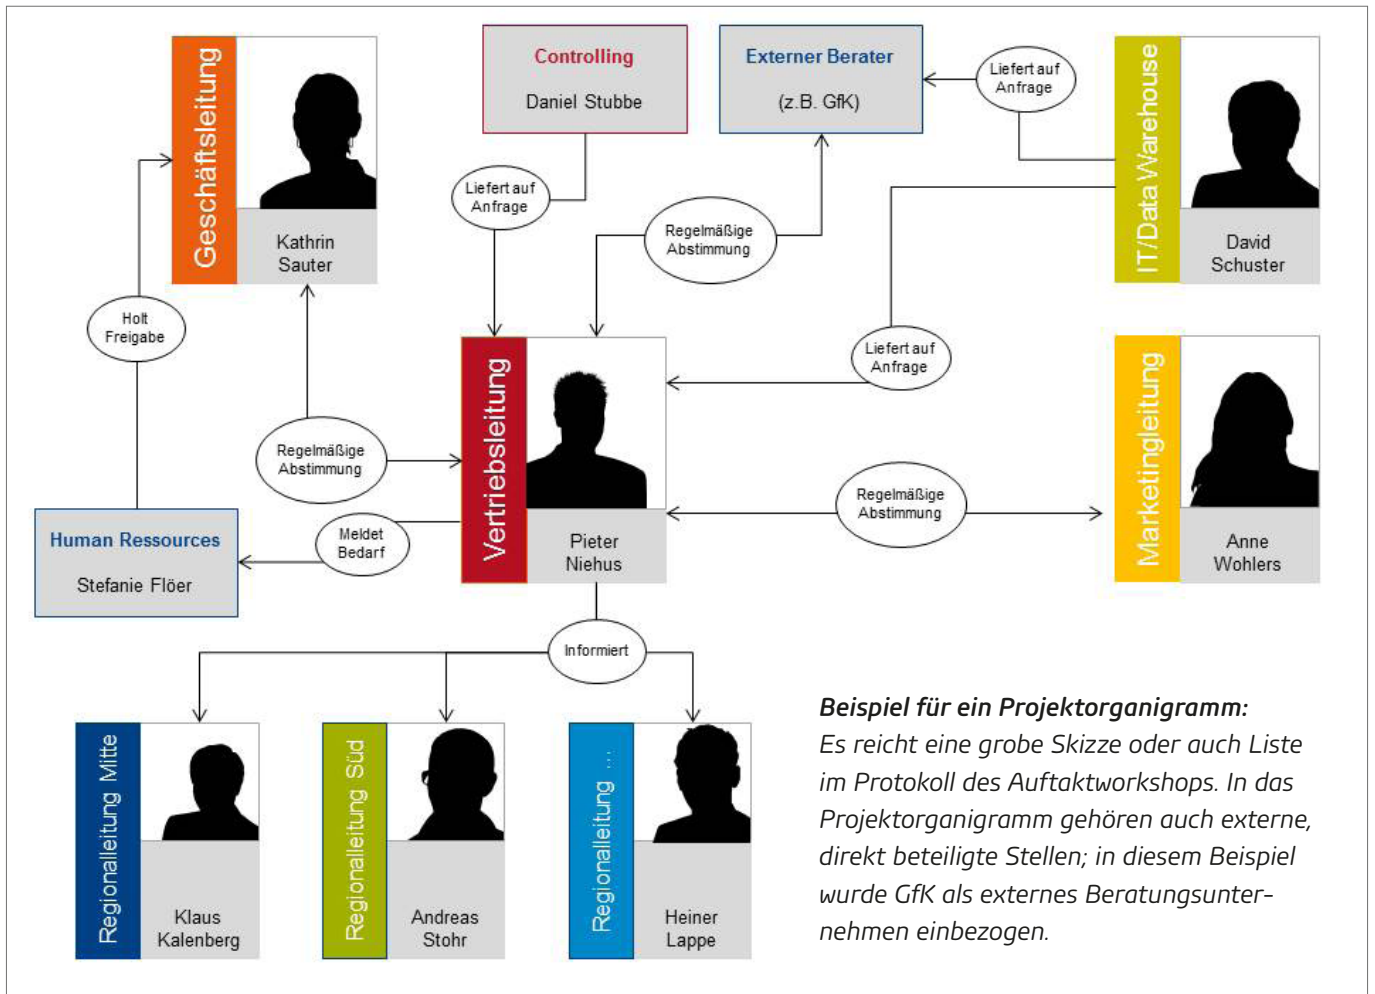 Geschäftsleitung
Kathrin
Sauter
Controlling
Daniel Stubbe
Externer Berater
(z.B. GfK)
Liefert auf
Anfrage
IT/Data Warehouse
David
Schuster
Liefert auf
Anfrage
Regelmäßige
Abstimmung
Holt
Freigabe
Liefert auf
Anfrage
Vertriebsleitung
Pieter
Niehus
Marketingleitung
Anne
Wohlers
Regelmäßige
Abstimmung
Regelmäßige
Abstimmung
Human Ressources
Stefanie Flöer
Meldet
Bedarf
Informiert
Regionalleitung Mitte
Klaus
Kalenberg
Regionalleitung Süd
Andreas
Stohr
Regionalleitung ...
Heiner
Lappe
Beispiel für ein Projektorganigramm:
Es reicht eine grobe Skizze oder auch Liste
im Protokoll des Auftaktworkshops. In das
Projektorganigramm gehören auch externe,
direkt beteiligte Stellen; in diesem Beispiel
wurde GfK als externes Beratungsunter-
nehmen einbezogen.